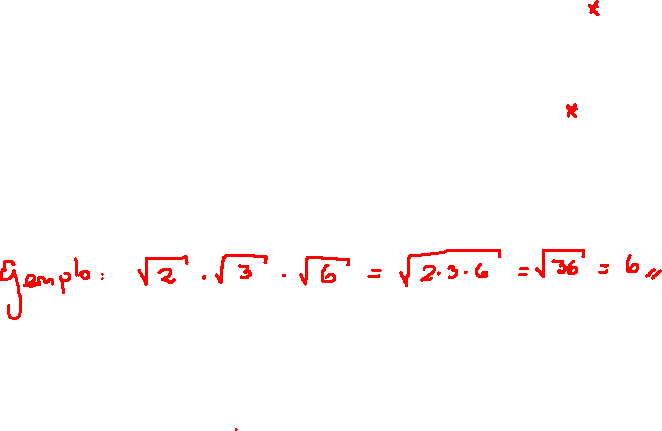 *
*
Ejemplo: √2 · √3 · √6 = √2·3·6 = √36 = 6 //